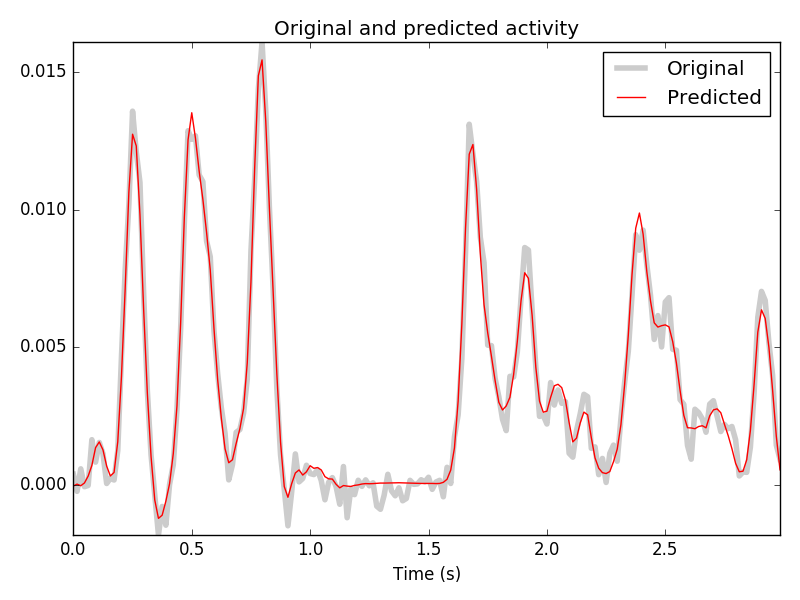 Original and predicted activity
Original
Predicted
0.015
0.010
0.005
0.000
0.0 0.5 1.0 1.5 2.0 2.5
Time (s)